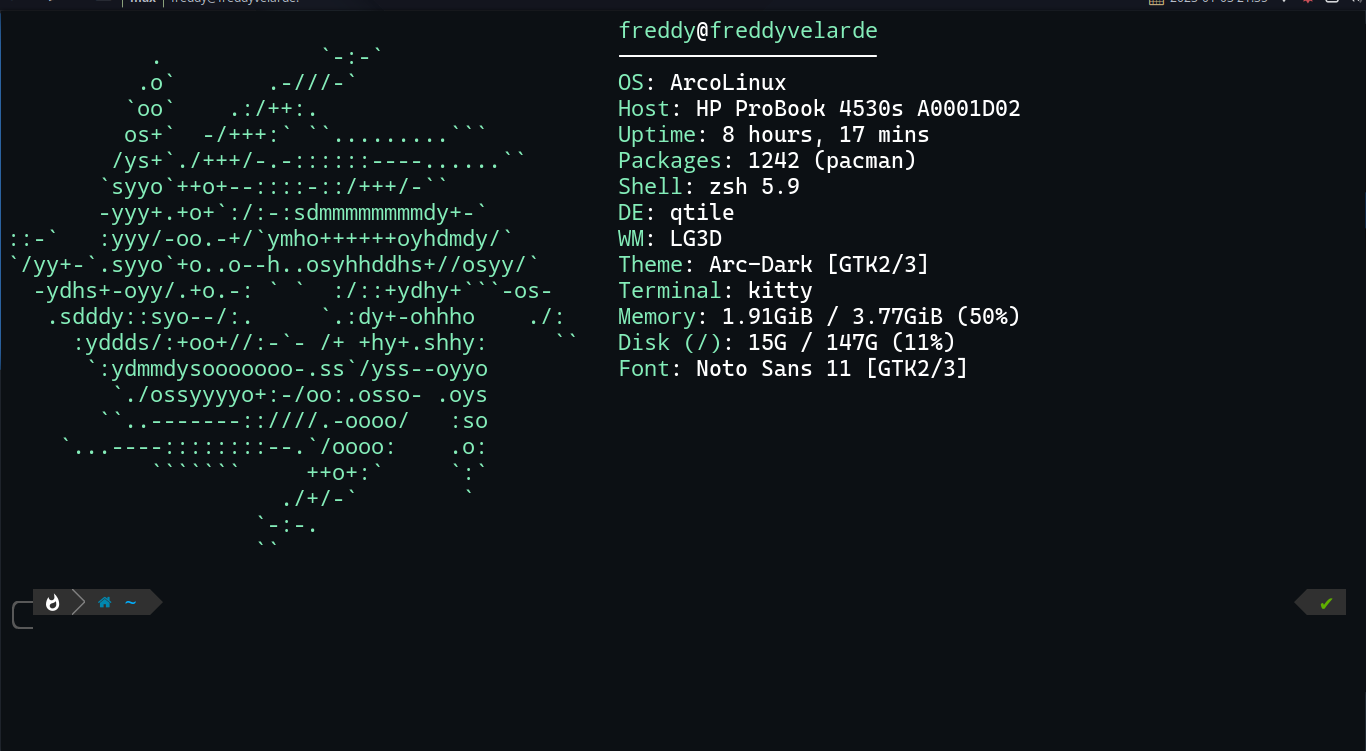 max freddy@freddyvelarde:
freddy@freddyvelarde
OS: ArcoLinux
Host: HP ProBook 4530s A0001D02
Uptime: 8 hours, 17 mins
Packages: 1242 (pacman)
Shell: zsh 5.9
DE: qtile
WM: LG3D
Theme: Arc-Dark [GTK2/3]
Terminal: kitty
Memory: 1.91GiB / 3.77GiB (50%)
Disk (/): 15G / 147G (11%)
Font: Noto Sans 11 [GTK2/3]
~